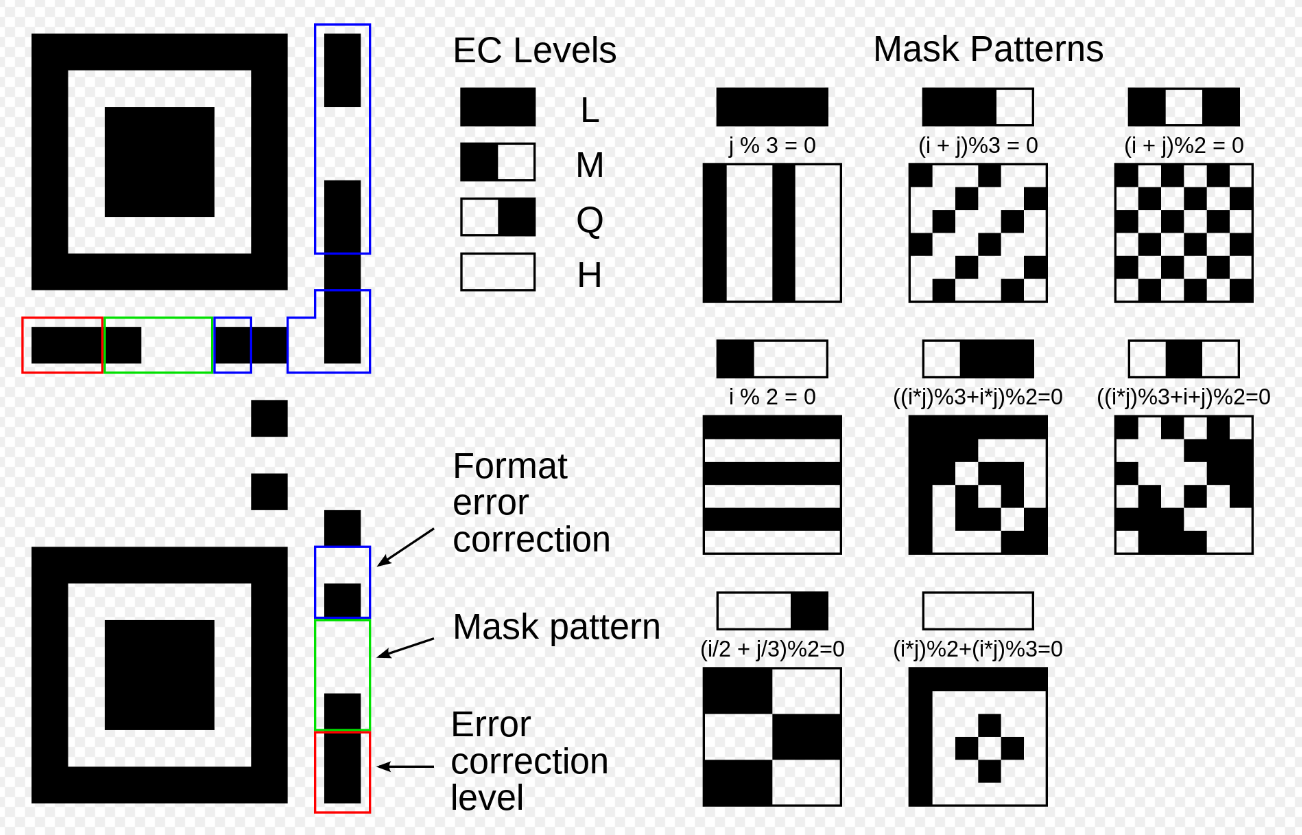 EC Levels
L
M
Q
H
Format
error
correction
Mask pattern
Error
correction
level
Mask Patterns
j % 3 = 0
(i + j)%3 = 0
(i + j)%2 = 0
i % 2 = 0
((i*j)%3+i*j)%2=0
((i*j)%3+i+j)%2=0
(i/2 + j/3)%2=0
(i*j)%2+(i*j)%3=0